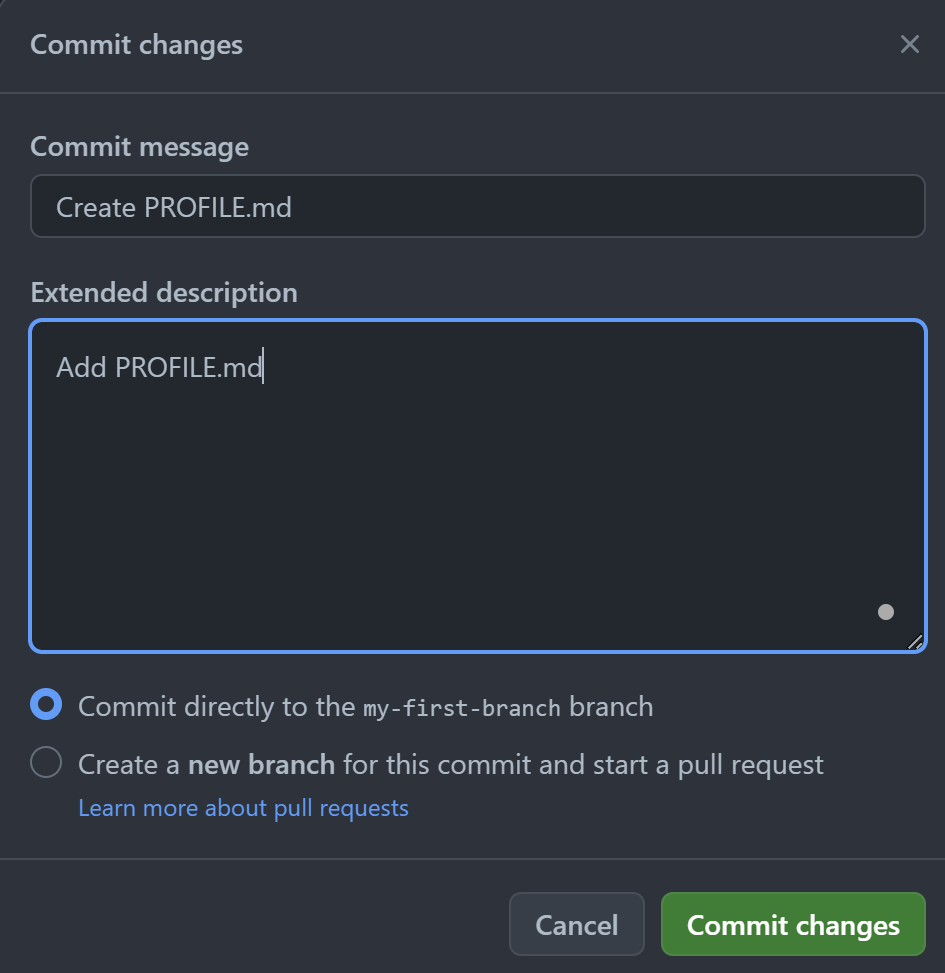 Commit changes
Commit message
Create PROFILE.md
Extended description
Add PROFILE.md
Commit directly to the my-first-branch branch
Create a new branch for this commit and start a pull request
Learn more about pull requests
Cancel
Commit changes